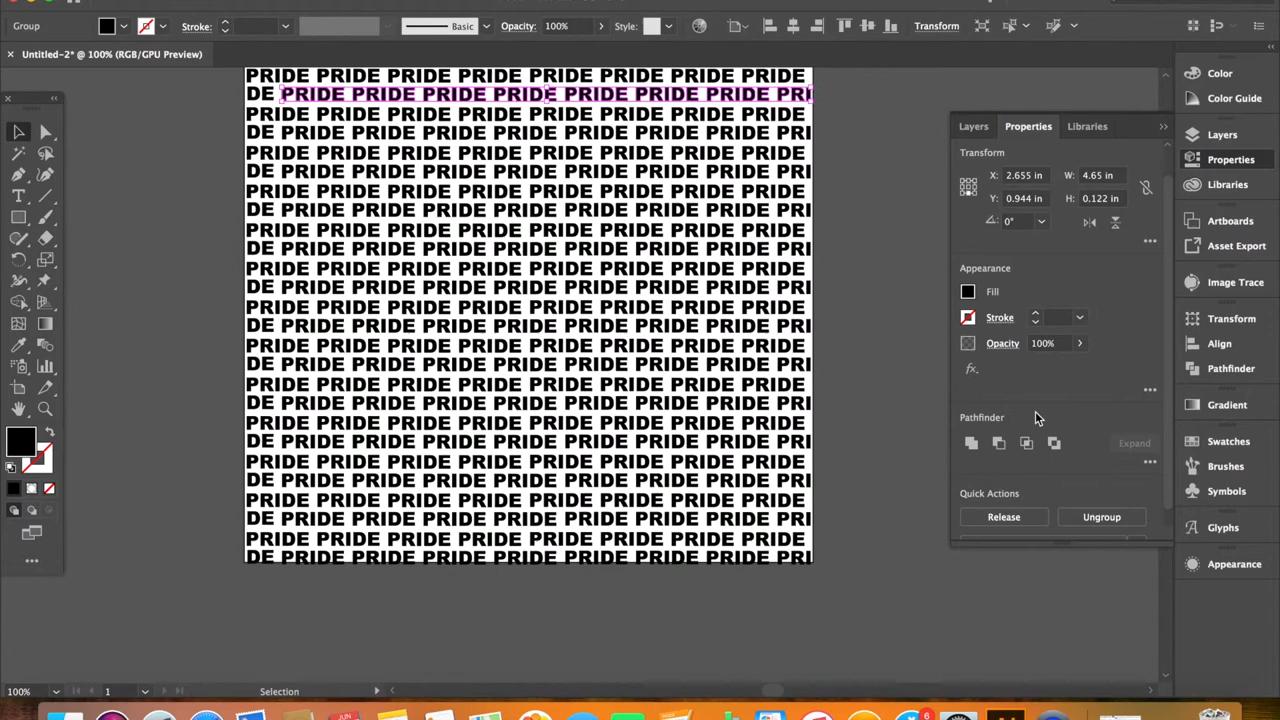 Group
Stroke:
Basic
Opacity: 100%
Style:
Transform
Untitled-2* @ 100% (RGB/GPU Preview)
PRIDE PRIDE PRIDE PRIDE PRIDE PRIDE PRIDE PRIDE
DE PRIDE PRIDE PRIDE PRIDE PRIDE PRIDE PRIDE PRI
PRIDE PRIDE PRIDE PRIDE PRIDE PRIDE PRIDE PRIDE
DE PRIDE PRIDE PRIDE PRIDE PRIDE PRIDE PRIDE PRI
PRIDE PRIDE PRIDE PRIDE PRIDE PRIDE PRIDE PRIDE
DE PRIDE PRIDE PRIDE PRIDE PRIDE PRIDE PRIDE PRI
PRIDE PRIDE PRIDE PRIDE PRIDE PRIDE PRIDE PRIDE
DE PRIDE PRIDE PRIDE PRIDE PRIDE PRIDE PRIDE PRI
PRIDE PRIDE PRIDE PRIDE PRIDE PRIDE PRIDE PRIDE
DE PRIDE PRIDE PRIDE PRIDE PRIDE PRIDE PRIDE PRI
PRIDE PRIDE PRIDE PRIDE PRIDE PRIDE PRIDE PRIDE
DE PRIDE PRIDE PRIDE PRIDE PRIDE PRIDE PRIDE PRI
PRIDE PRIDE PRIDE PRIDE PRIDE PRIDE PRIDE PRIDE
DE PRIDE PRIDE PRIDE PRIDE PRIDE PRIDE PRIDE PRI
PRIDE PRIDE PRIDE PRIDE PRIDE PRIDE PRIDE PRIDE
DE PRIDE PRIDE PRIDE PRIDE PRIDE PRIDE PRIDE PRI
PRIDE PRIDE PRIDE PRIDE PRIDE PRIDE PRIDE PRIDE
DE PRIDE PRIDE PRIDE PRIDE PRIDE PRIDE PRIDE PRI
PRIDE PRIDE PRIDE PRIDE PRIDE PRIDE PRIDE PRIDE
DE PRIDE PRIDE PRIDE PRIDE PRIDE PRIDE PRIDE PRI
PRIDE PRIDE PRIDE PRIDE PRIDE PRIDE PRIDE PRIDE
DE PRIDE PRIDE PRIDE PRIDE PRIDE PRIDE PRIDE PRI
PRIDE PRIDE PRIDE PRIDE PRIDE PRIDE PRIDE PRIDE
DE PRIDE PRIDE PRIDE PRIDE PRIDE PRIDE PRIDE PRI
PRIDE PRIDE PRIDE PRIDE PRIDE PRIDE PRIDE PRIDE
DE PRIDE PRIDE PRIDE PRIDE PRIDE PRIDE PRIDE PRI
Layers Properties Libraries
Transform
X: 2.655 in W: 4.65 in
Y: 0.944 in H: 0.122 in
0°
Appearance
Fill
Stroke
Opacity 100%
fx.
Pathfinder
Expand
Quick Actions
Release Ungroup
Color
Color Guide
Layers
Properties
Libraries
Artboards
Asset Export
Image Trace
Transform
Align
Pathfinder
Gradient
Swatches
Brushes
Symbols
Glyphs
Appearance
100%
1
Selection
JUN
6